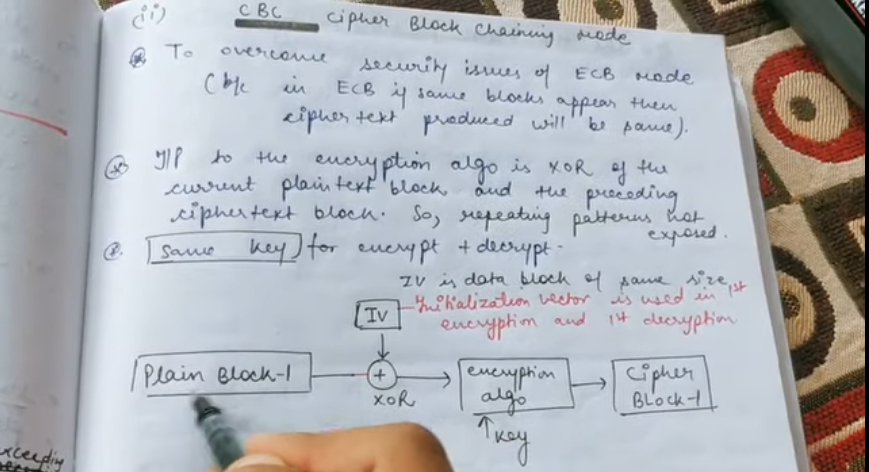 (ii) CBC Cipher Block Chaining Mode
To overcome security issues of ECB mode
(b/c in ECB if same blocks appear then
ciphertext produced will be same).
I/P to the encryption algo is XOR of the
current plaintext block and the preceding
ciphertext block. So, repeating patterns not
exposed.
Same Key for encrypt + decrypt-
IV is data block of same size
IV Initialization vector is used in 1st
encryption and 1st decryption
Plain Block-1 + encryption Cipher
XOR algo Block-1
Key
exceeding